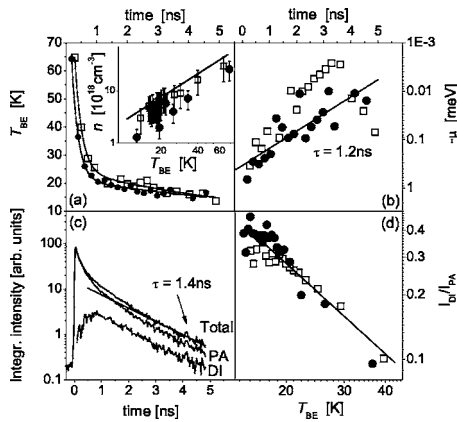 time [ns]
time [ns]
1 2 3 4 5
0 1 2 3 4 5
70
60
50
40
30
20
10
T_BE [K]
n [10^18 cm^-3]
10
1
20 40 60
T_BE [K]
(a)
1E-3
0.01
0.1
1
-μ [meV]
τ = 1.2ns
(b)
(c)
Integr. intensity [arb. units]
100
10
1
0.1
τ = 1.4ns
Total
PA
DI
0 1 2 3 4 5
time [ns]
(d)
0.4
0.3
0.2
0.1
I_DI/I_PA
20 30 40
T_BE [K]